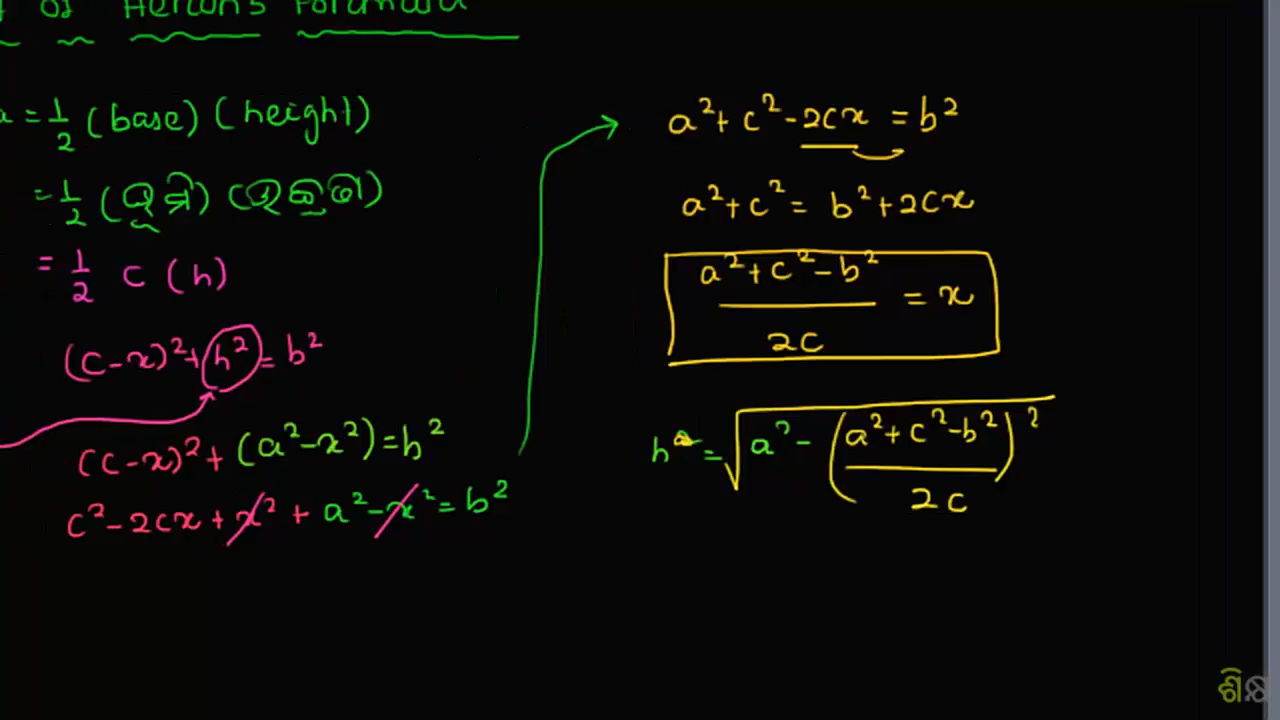 of Heron's Formula
a = 1/2 (base) (height)
= 1/2 (ଭୂମି) (ଉଚ୍ଚତା)
= 1/2 c (h)
(c-x)² + h² = b²
(c-x)² + (a²-x²) = b²
c² - 2cx + x² + a² - x² = b²
a² + c² - 2cx = b²
a² + c² = b² + 2cx
(a² + c² - b²)/2c = x
h = √(a² - ((a² + c² - b²)/2c)²)